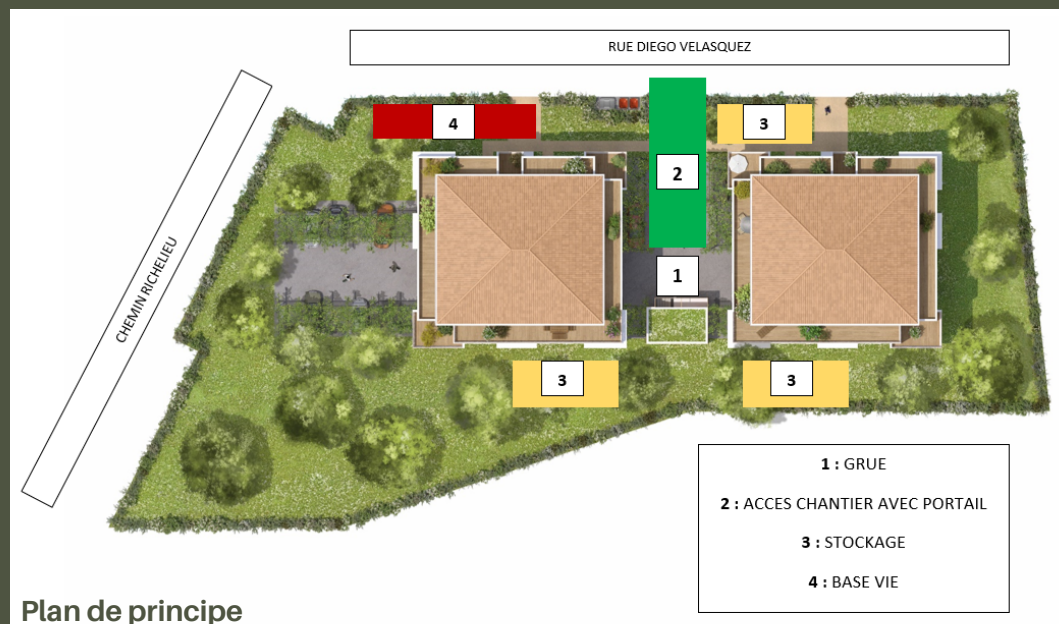 RUE DIEGO VELASQUEZ
CHEMIN RICHELIEU
4
3
2
1
3
3
1 : GRUE
2 : ACCES CHANTIER AVEC PORTAIL
3 : STOCKAGE
4 : BASE VIE
Plan de principe